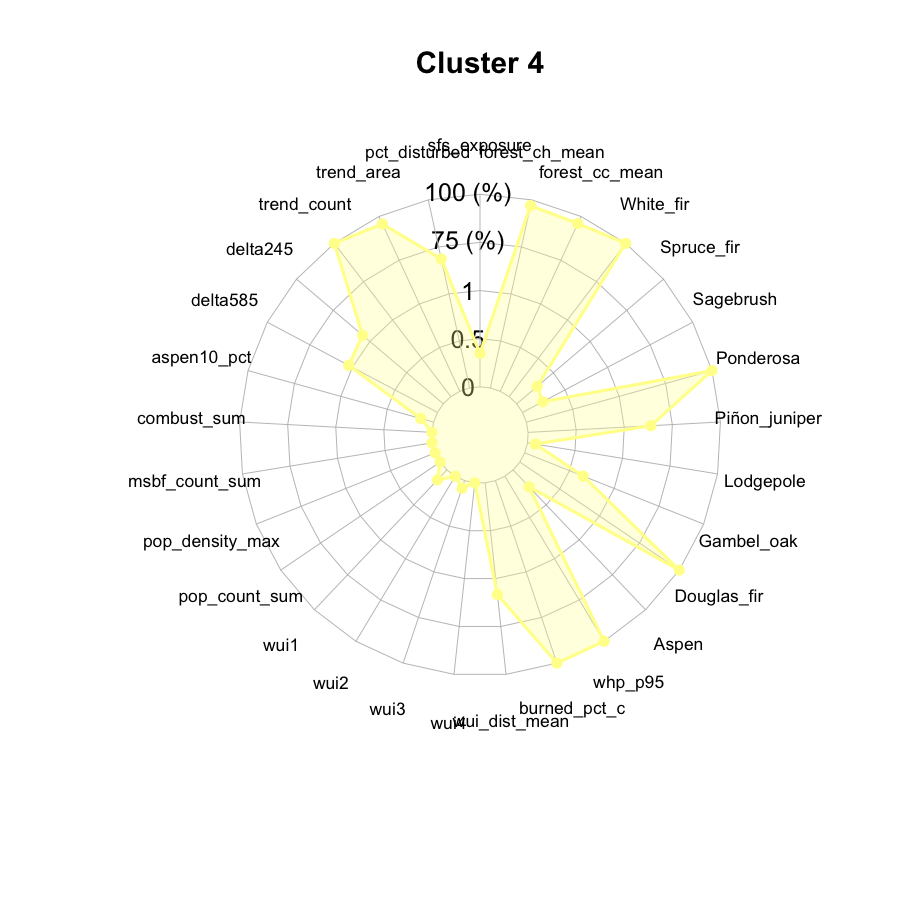 Cluster 4
sfs_exposure
pct_disturbed
forest_ch_mean
trend_area
forest_cc_mean
100 (%)
trend_count
White_fir
75 (%)
delta245
Spruce_fir
1
delta585
Sagebrush
0.5
aspen10_pct
Ponderosa
0
combust_sum
Piñon_juniper
msbf_count_sum
Lodgepole
pop_density_max
Gambel_oak
pop_count_sum
Douglas_fir
wui1
Aspen
wui2
whp_p95
wui3
burned_pct_c
wui4
wui_dist_mean